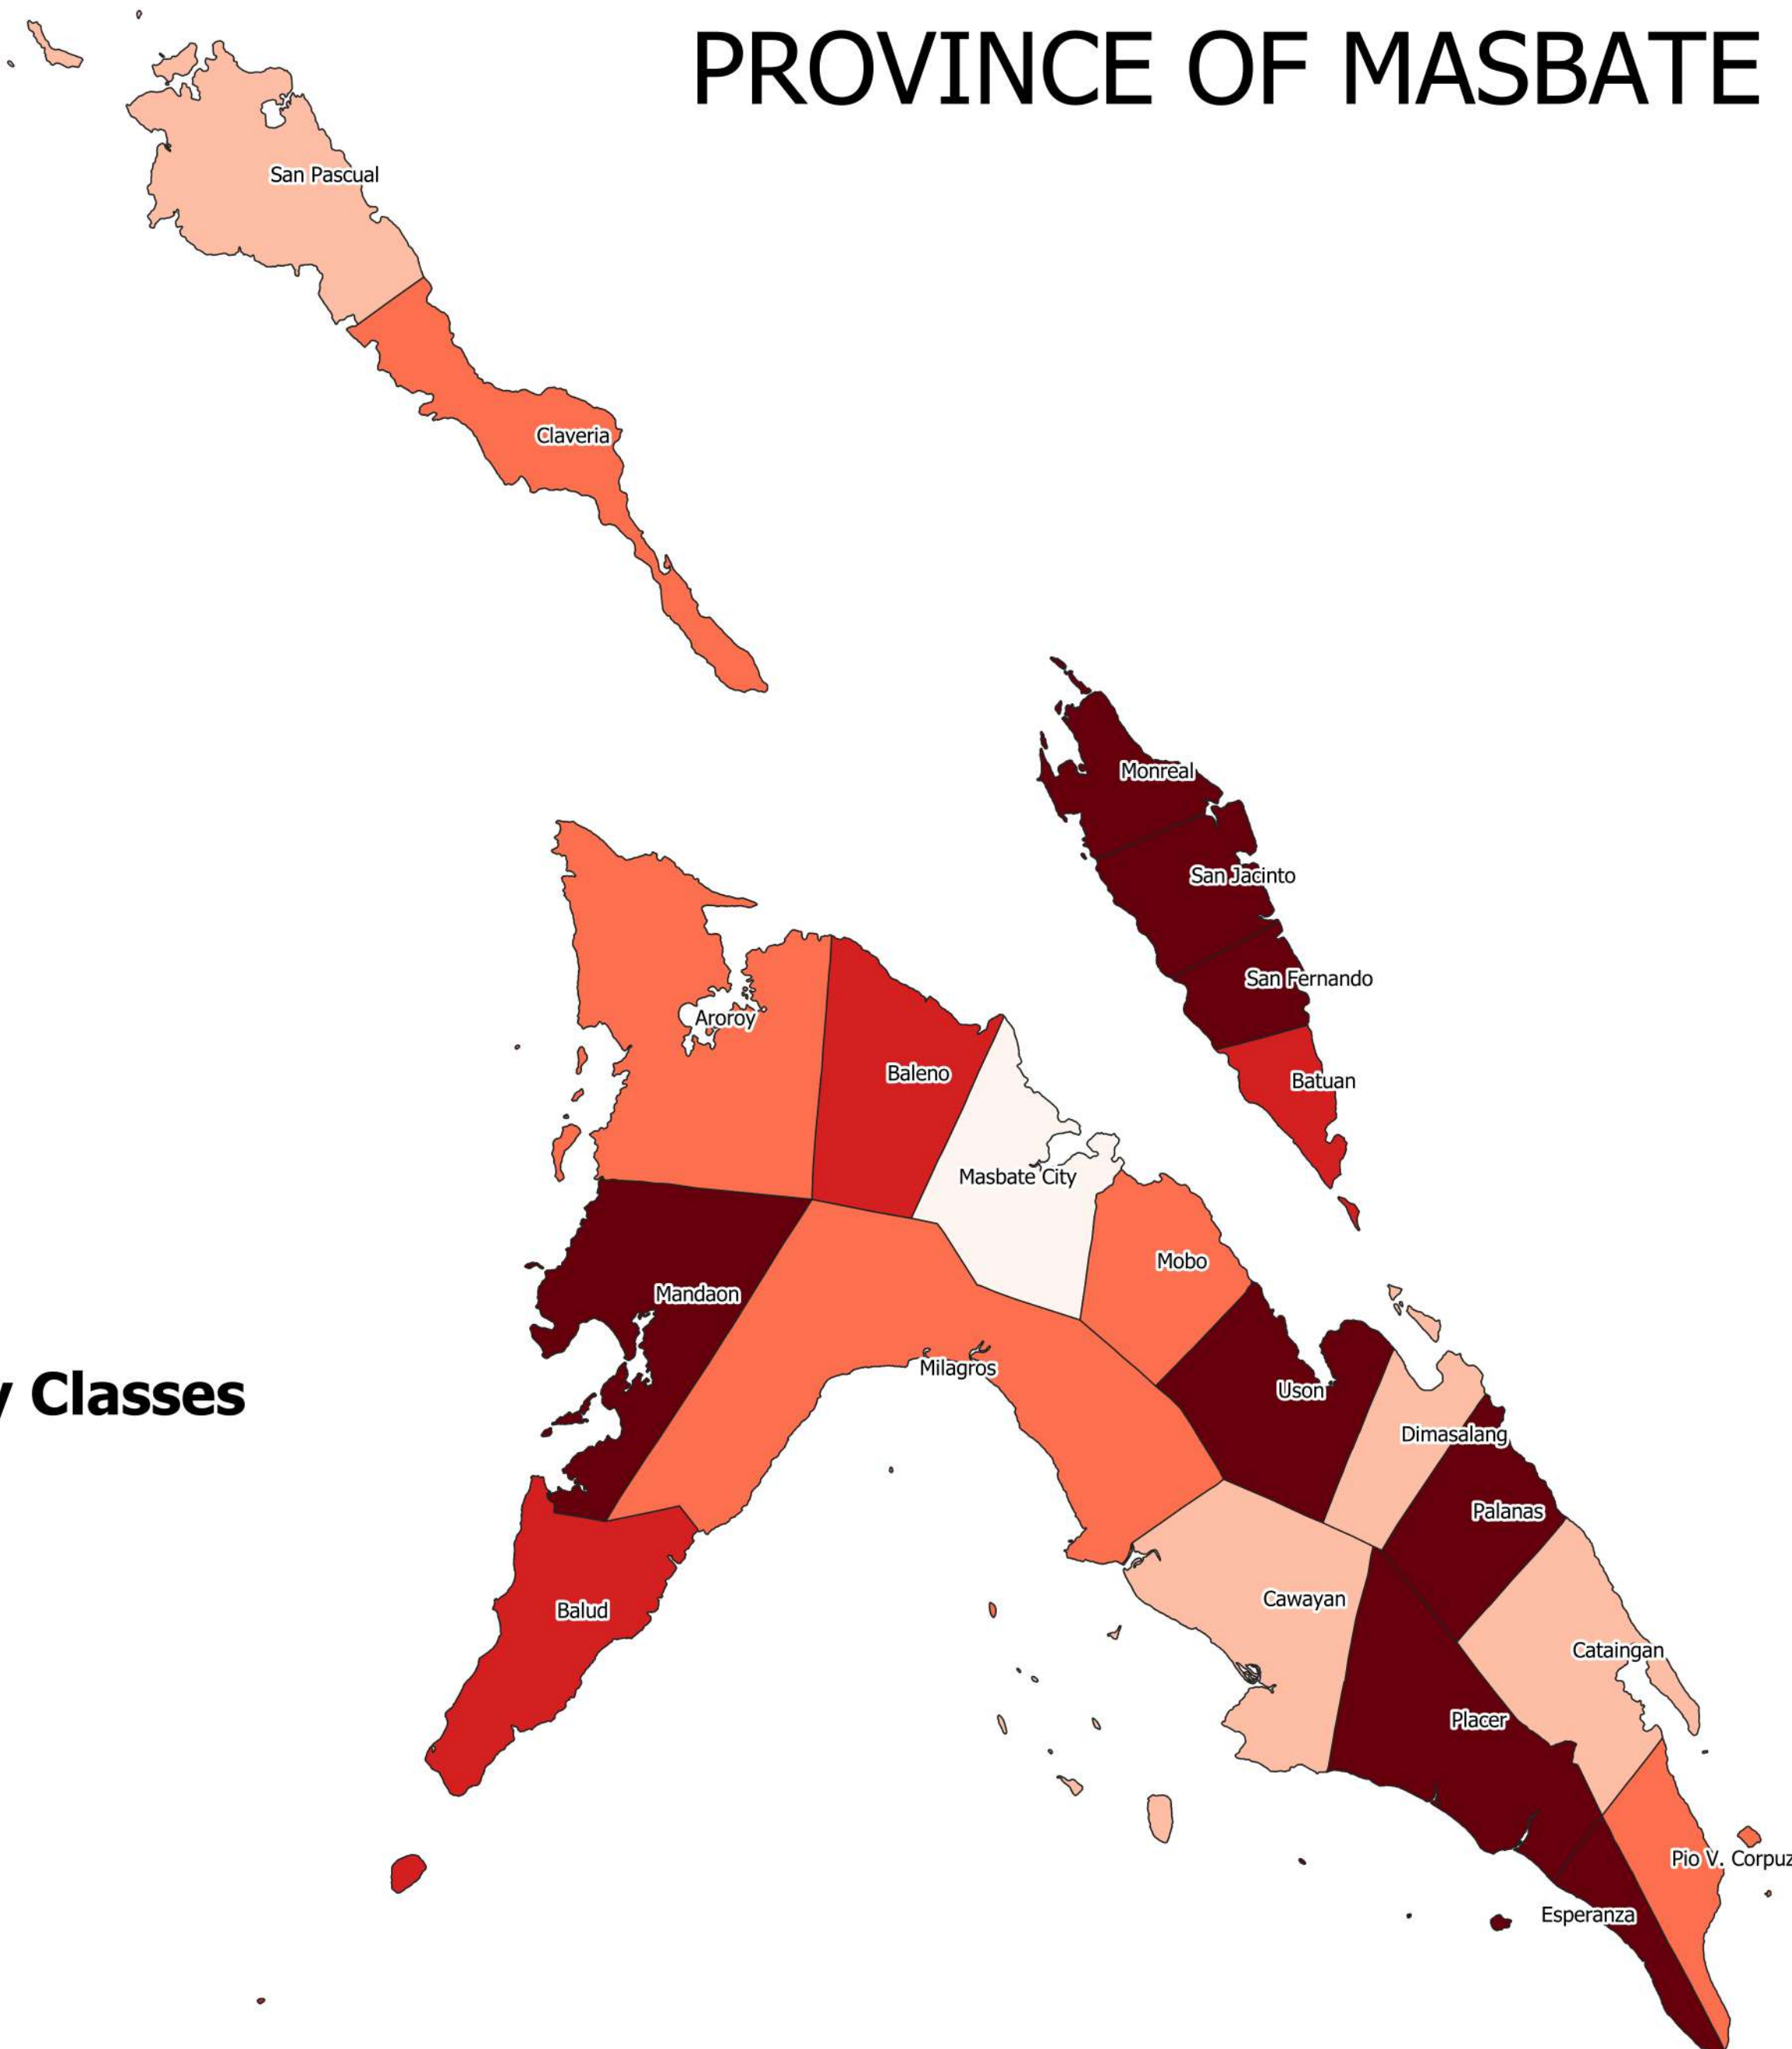 PROVINCE OF MASBATE
San Pascual
Claveria
Monreal
San Jacinto
San Fernando
Aroroy
Baleno
Batuan
Masbate City
Mobo
Mandaon
Milagros
Uson
Classes
Dimasalang
Palanas
Cawayan
Balud
Cataingan
Placer
Pio V. Corpuz
Esperanza